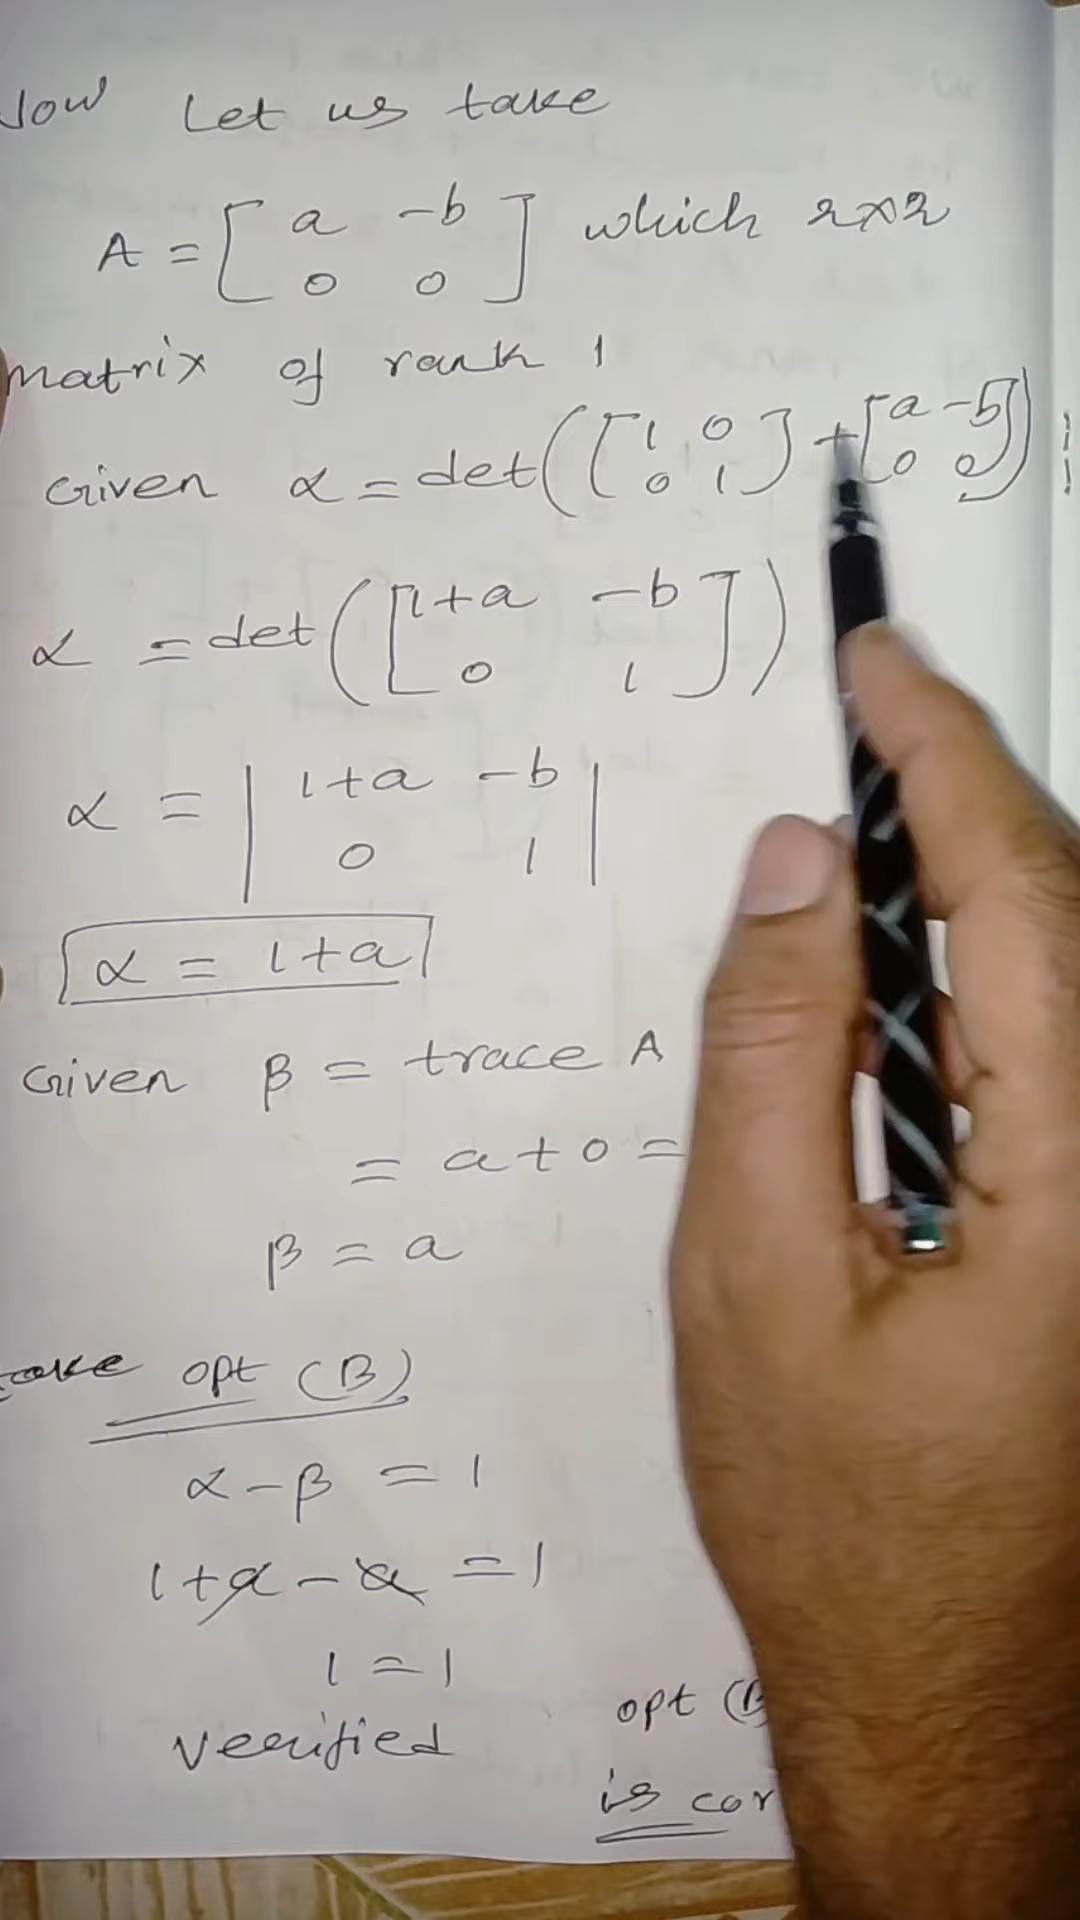 Now Let us take
A = [ a -b
0 0 ] which 2×2
matrix of rank 1
Given α = det ( [ 1 0
0 1 ] + [ a -b
0 0 ] )
α = det ( [ 1+a -b
0 1 ] )
α = | 1+a -b
0 1 |
α = 1+a
Given β = trace A
= a+0 =
β = a
take opt (B)
α-β = 1
1+a-a = 1
1 = 1
verified
opt (B
is cor